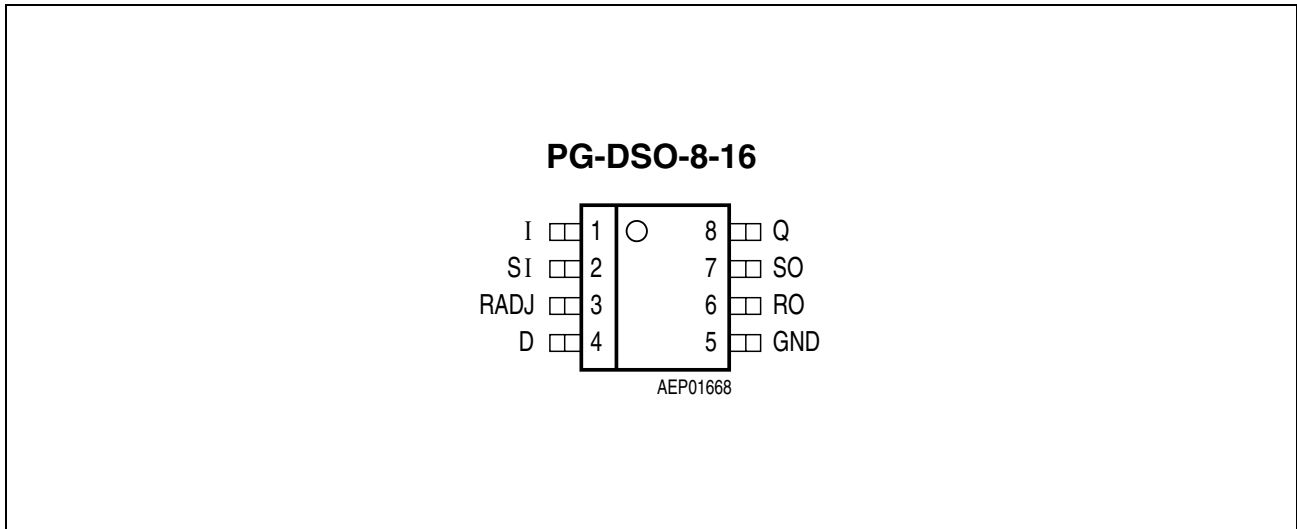 PG-DSO-8-16
I 1 8 Q
SI 2 7 SO
RADJ 3 6 RO
D 4 5 GND
AEP01668